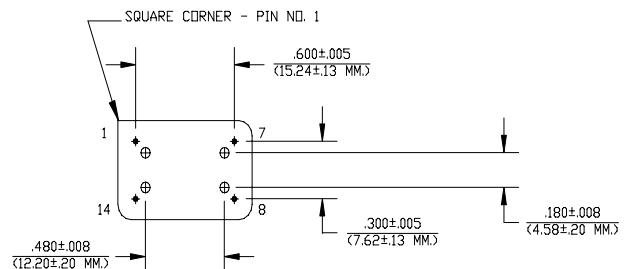 SQUARE CORNER - PIN NO. 1
.600±.005
(15.24±.13 MM.)
1
7
14
8
.300±.005
(7.62±.13 MM.)
.180±.008
(4.58±.20 MM.)
.480±.008
(12.20±.20 MM.)